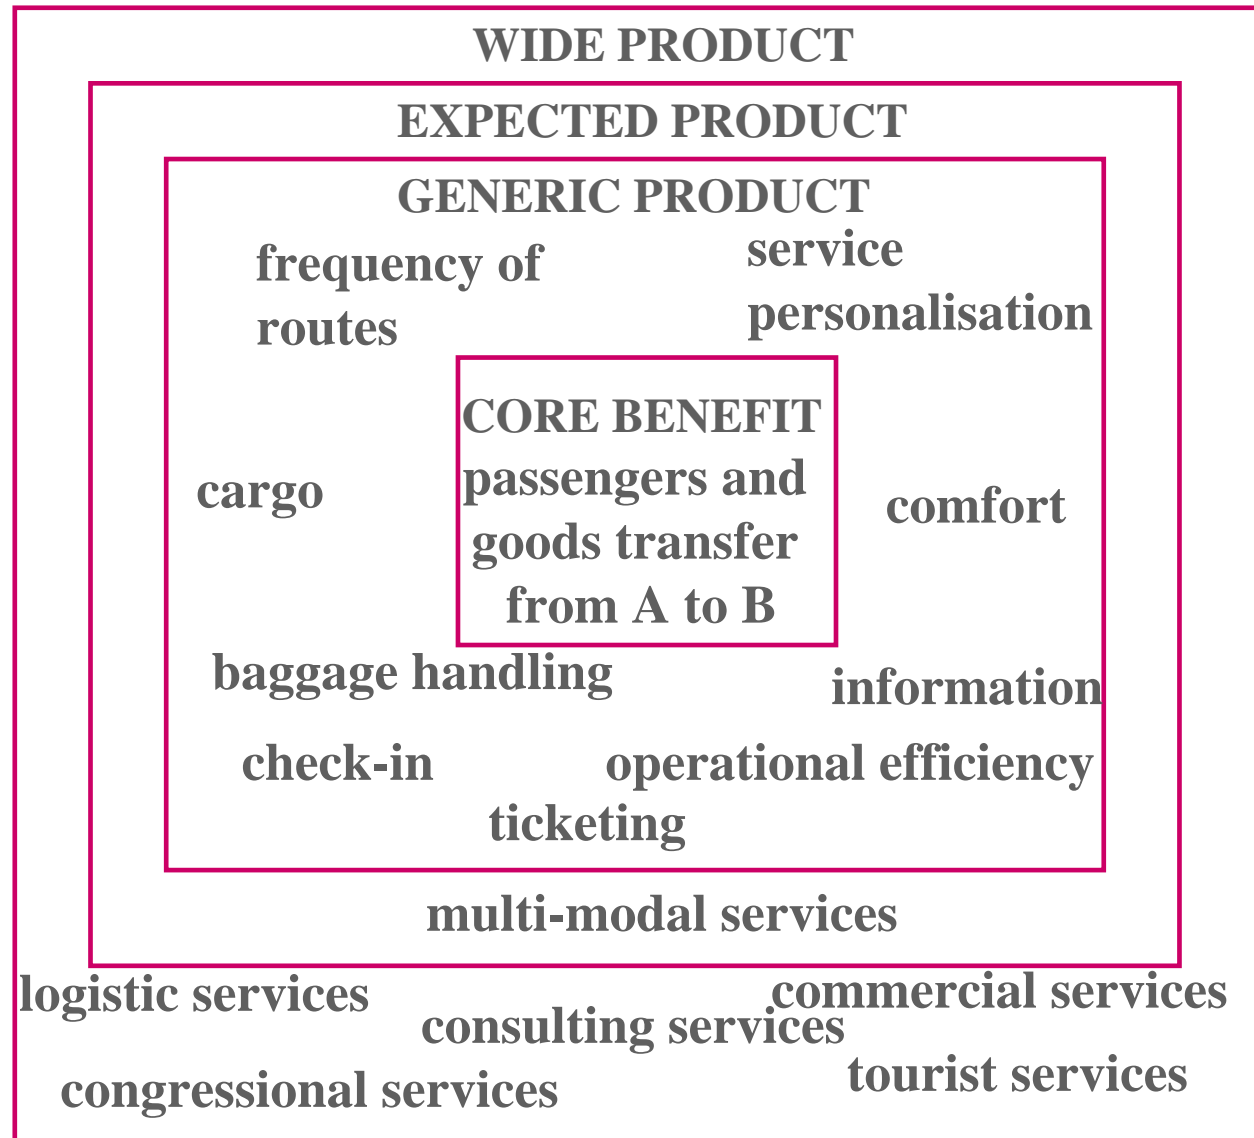 WIDE PRODUCT
EXPECTED PRODUCT
GENERIC PRODUCT
frequency of
routes
service
personalisation
CORE BENEFIT
passengers and
goods transfer
from A to B
cargo
comfort
baggage handling
information
check-in
operational efficiency
ticketing
multi-modal services
logistic services
commercial services
consulting services
tourist services
congressional services